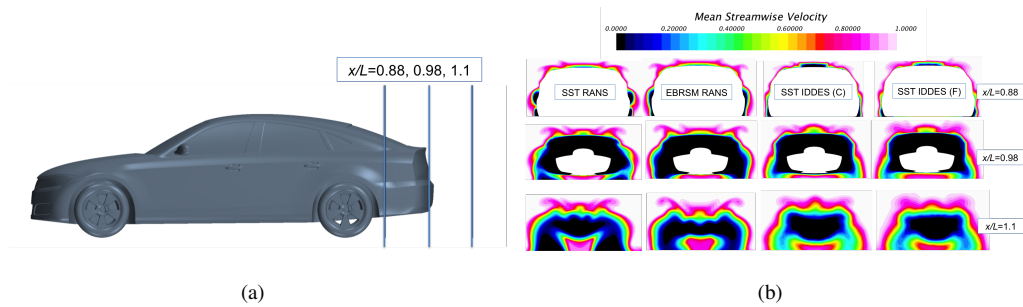 x/L=0.88, 0.98, 1.1
Mean Streamwise Velocity
0.0000 0.20000 0.40000 0.60000 0.80000 1.0000
SST RANS EBRSM RANS SST IDDES (C) SST IDDES (F) x/L=0.88
x/L=0.98
x/L=1.1
(a) (b)